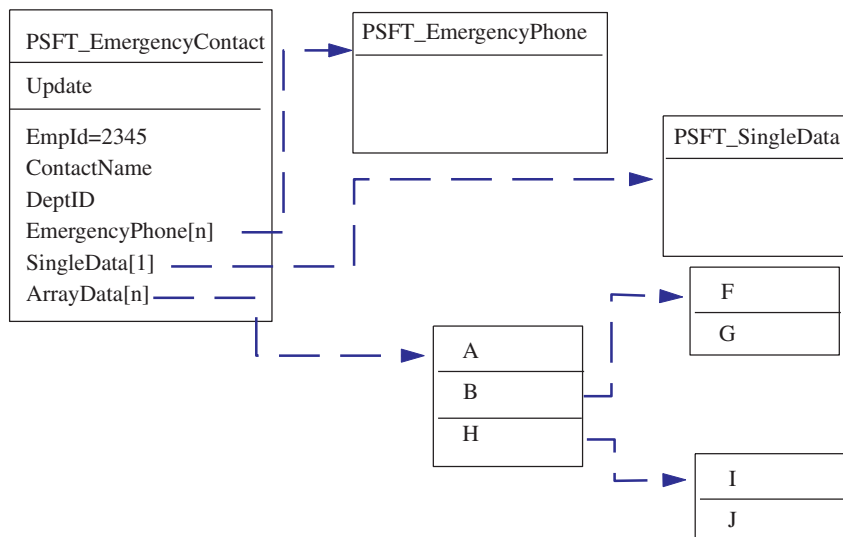 PSFT_EmergencyContact
Update
EmpId=2345
ContactName
DeptID
EmergencyPhone[n]
SingleData[1]
ArrayData[n]
PSFT_EmergencyPhone
PSFT_SingleData
A
B
H
F
G
I
J